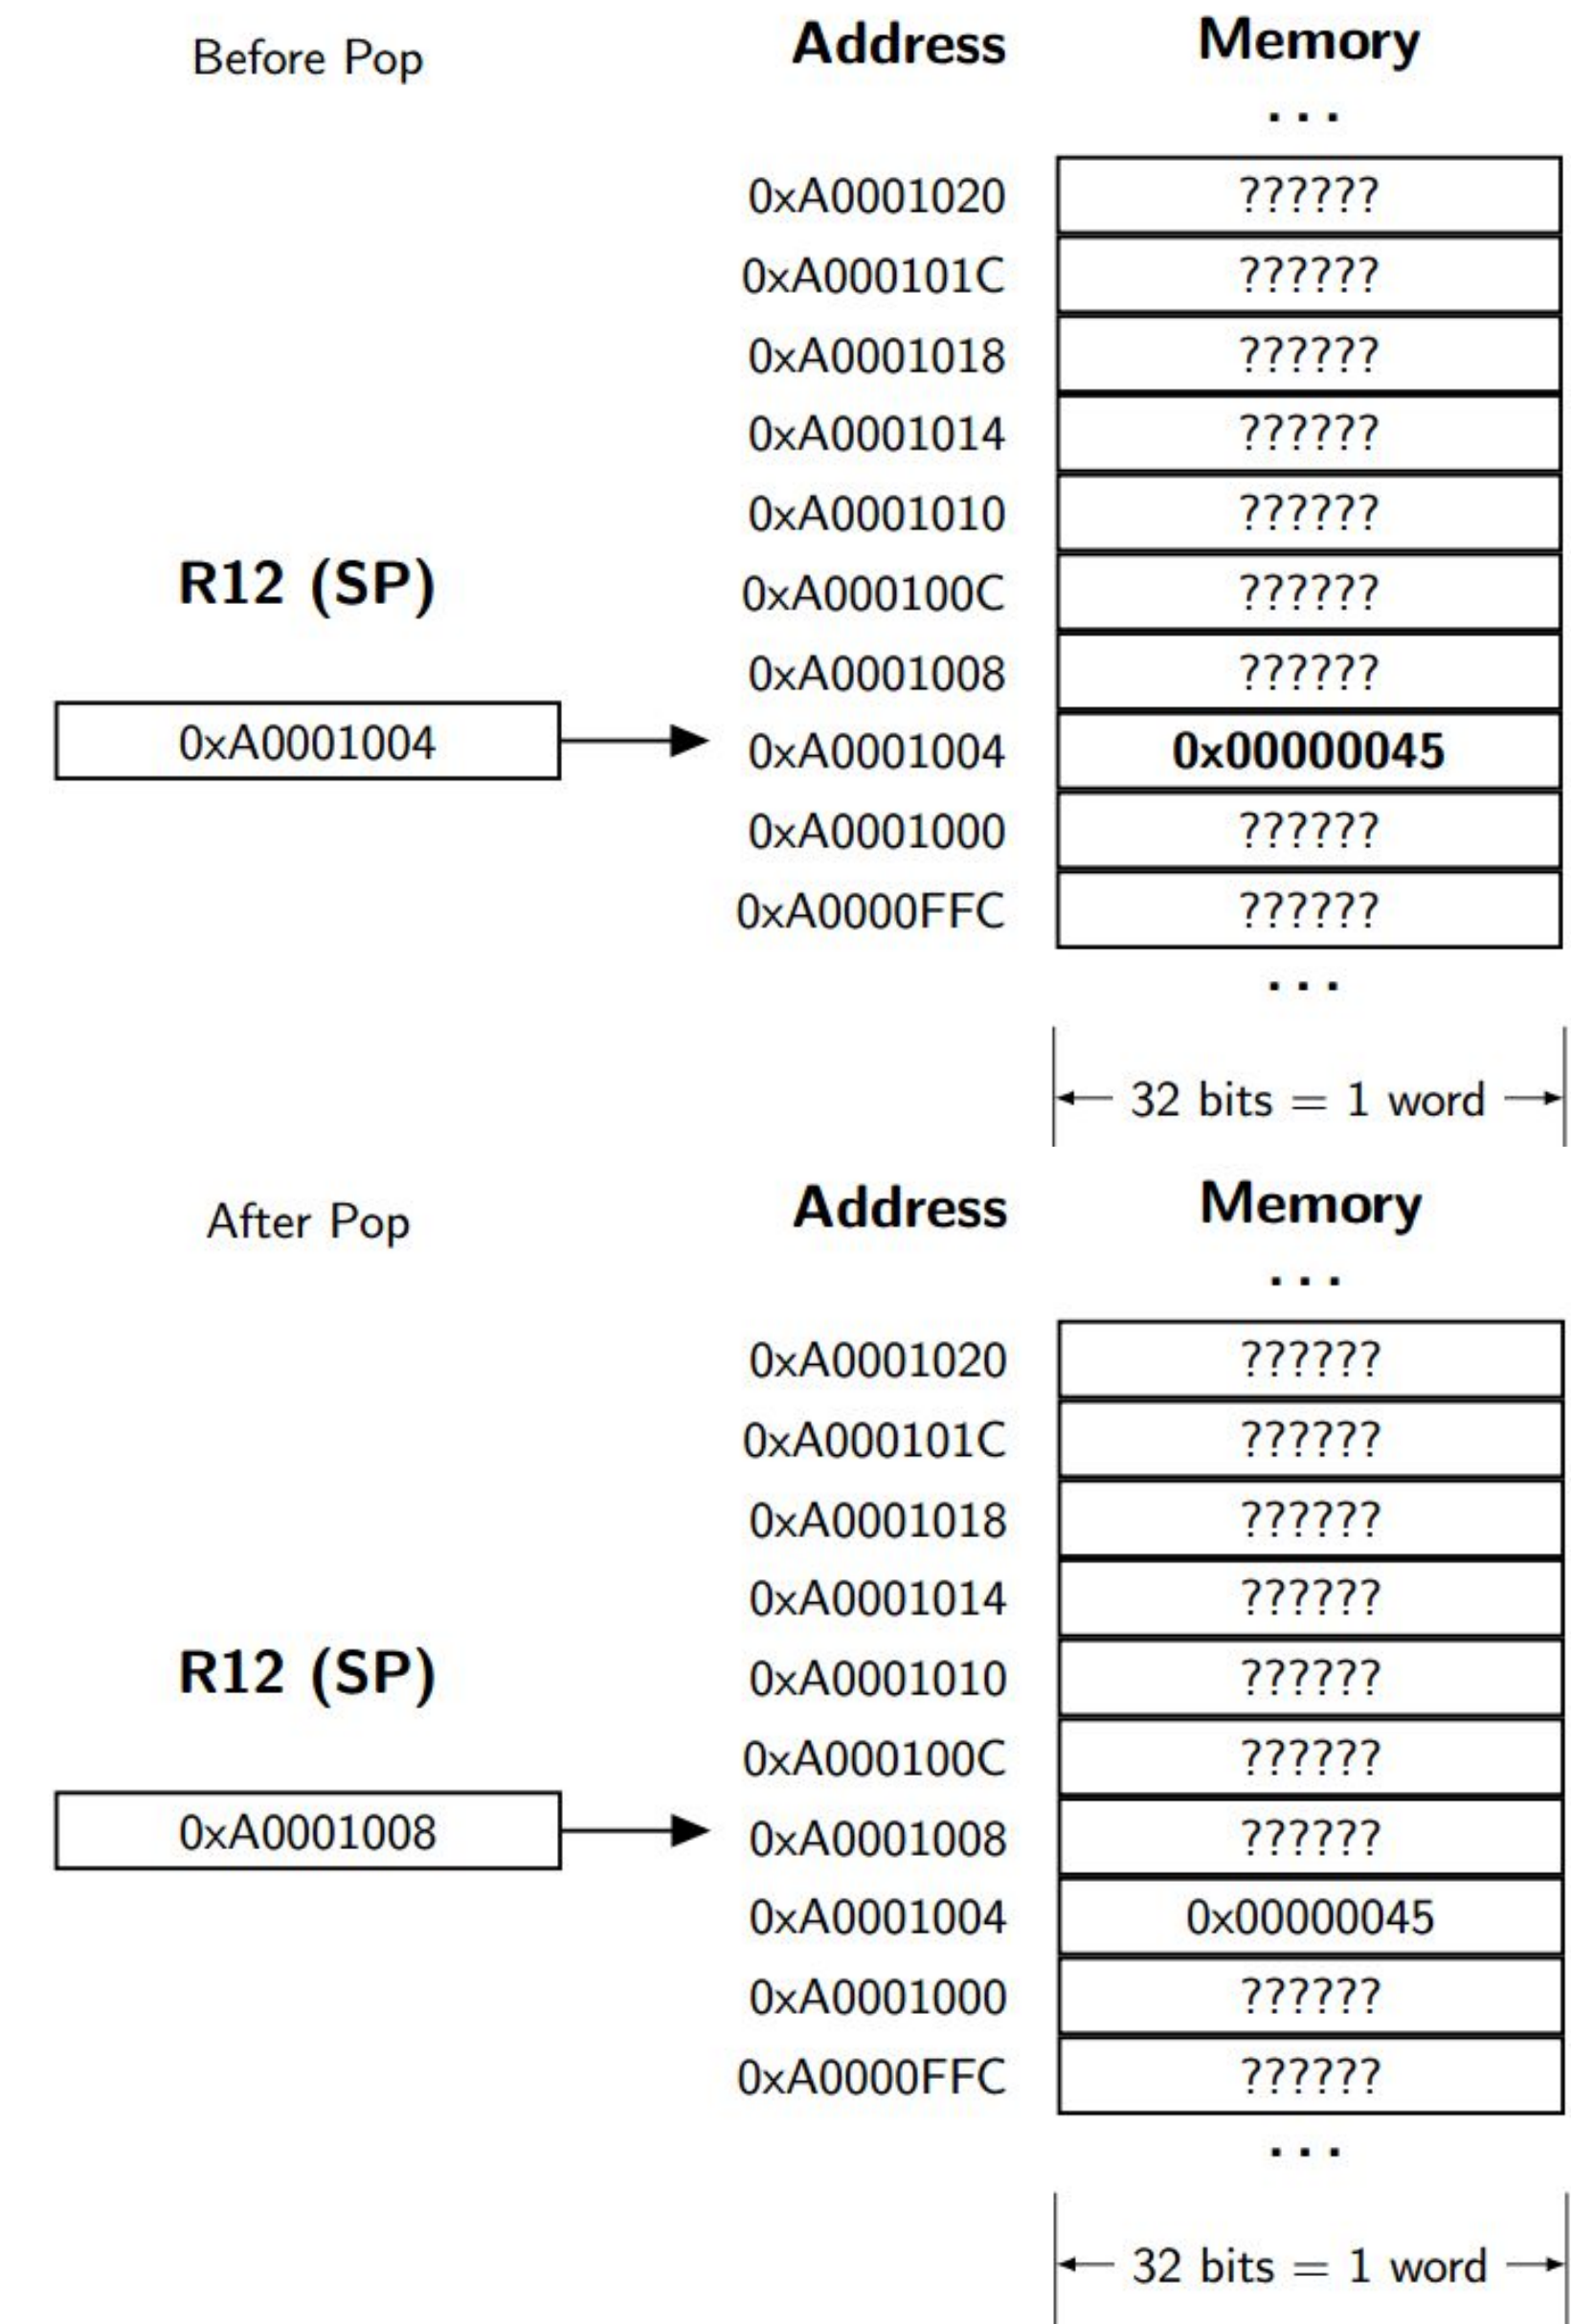 Before Pop Address Memory
...
0xA0001020 ??????
0xA000101C ??????
0xA0001018 ??????
0xA0001014 ??????
0xA0001010 ??????
R12 (SP)
0xA000100C ??????
0xA0001008 ??????
0xA0001004 0xA0001004 0x00000045
0xA0001000 ??????
0xA0000FFC ??????
...
32 bits = 1 word
After Pop Address Memory
...
0xA0001020 ??????
0xA000101C ??????
0xA0001018 ??????
0xA0001014 ??????
R12 (SP) 0xA0001010 ??????
0xA000100C ??????
0xA0001008 0xA0001008 ??????
0xA0001004 0x00000045
0xA0001000 ??????
0xA0000FFC ??????
...
32 bits = 1 word